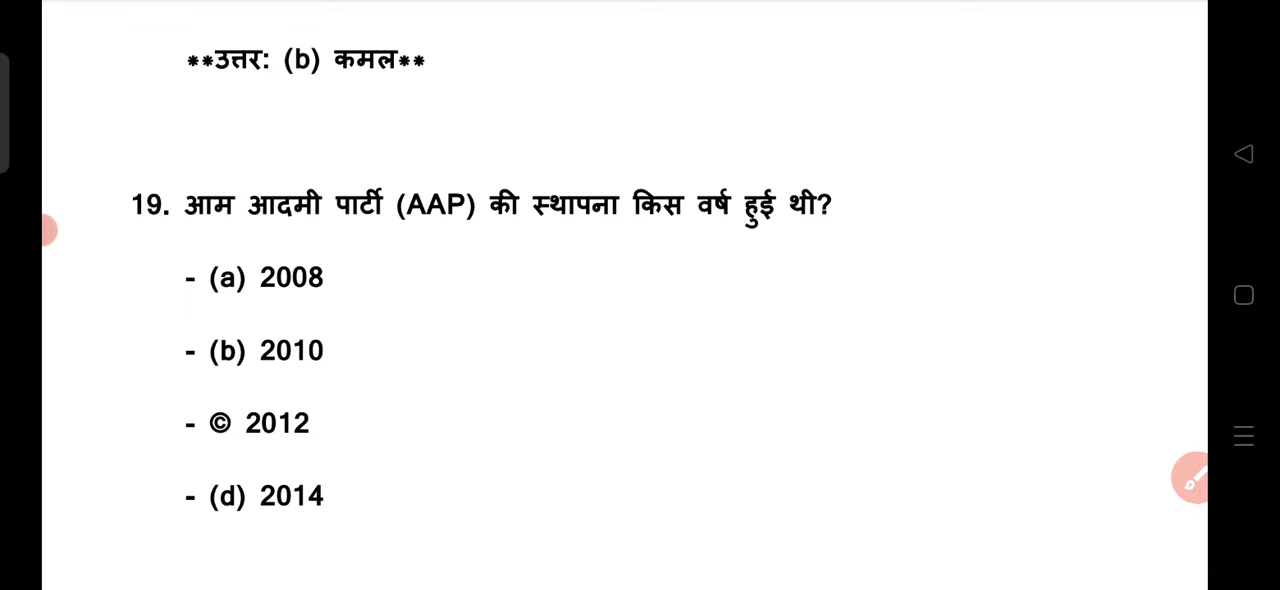 **उत्तर: (b) कमल**
19. आम आदमी पार्टी (AAP) की स्थापना किस वर्ष हुई थी?
- (a) 2008
- (b) 2010
- © 2012
- (d) 2014